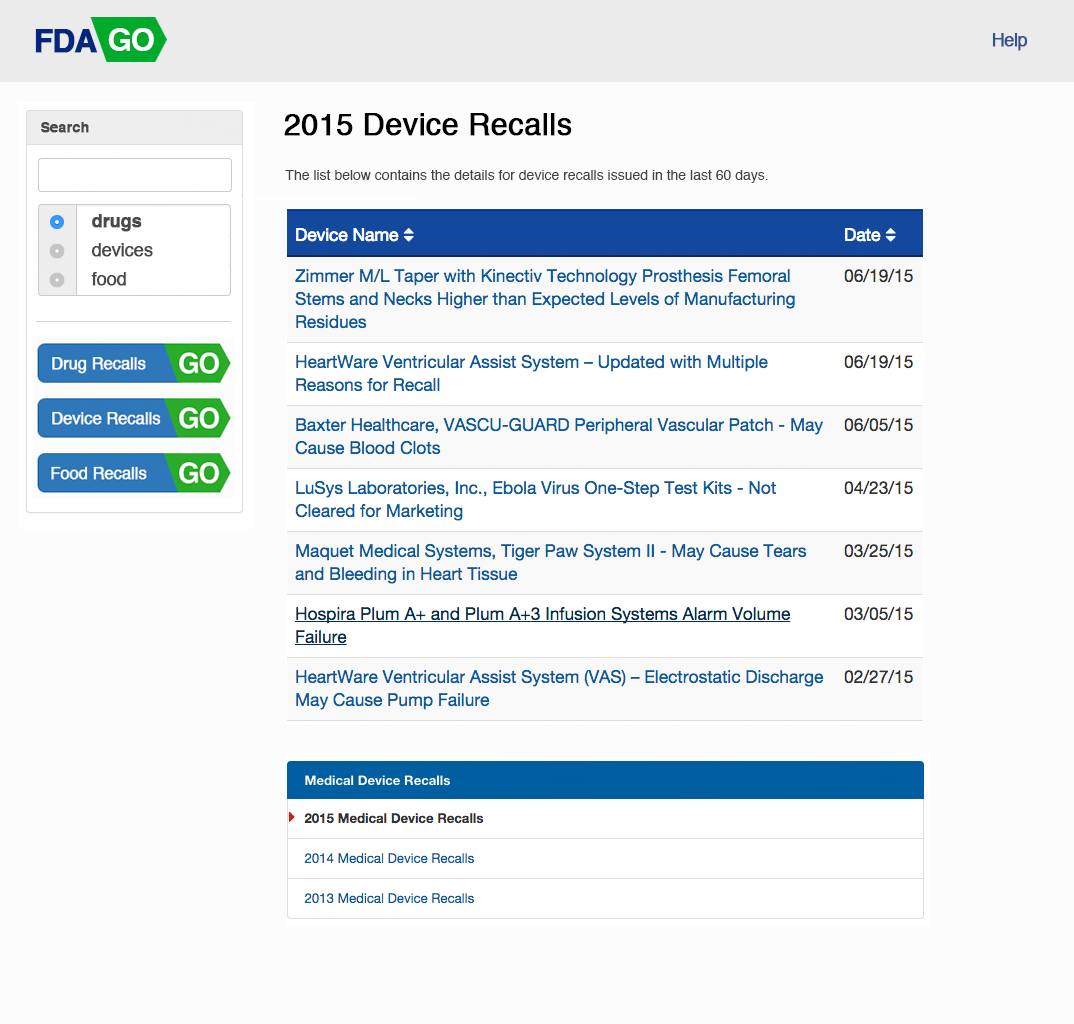 FDA GO
Help
Search
drugs
devices
food
Drug Recalls GO
Device Recalls GO
Food Recalls GO
2015 Device Recalls
The list below contains the details for device recalls issued in the last 60 days.
Device Name Date
Zimmer M/L Taper with Kinectiv Technology Prosthesis Femoral 06/19/15
Stems and Necks Higher than Expected Levels of Manufacturing
Residues
HeartWare Ventricular Assist System – Updated with Multiple 06/19/15
Reasons for Recall
Baxter Healthcare, VASCU-GUARD Peripheral Vascular Patch - May 06/05/15
Cause Blood Clots
LuSys Laboratories, Inc., Ebola Virus One-Step Test Kits - Not 04/23/15
Cleared for Marketing
Maquet Medical Systems, Tiger Paw System II - May Cause Tears 03/25/15
and Bleeding in Heart Tissue
Hospira Plum A+ and Plum A+3 Infusion Systems Alarm Volume 03/05/15
Failure
HeartWare Ventricular Assist System (VAS) – Electrostatic Discharge 02/27/15
May Cause Pump Failure
Medical Device Recalls
2015 Medical Device Recalls
2014 Medical Device Recalls
2013 Medical Device Recalls